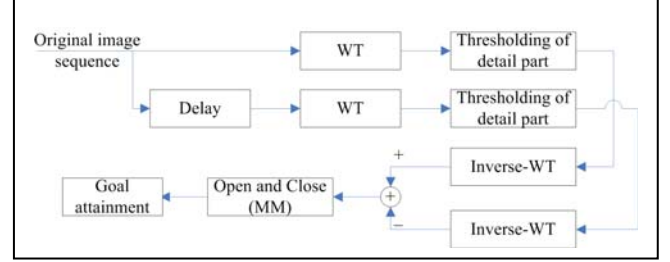 Original image
sequence
WT
Thresholding of
detail part
Delay
WT
Thresholding of
detail part
+
Inverse-WT
Goal
attainment
Open and Close
(MM)
+
−
Inverse-WT